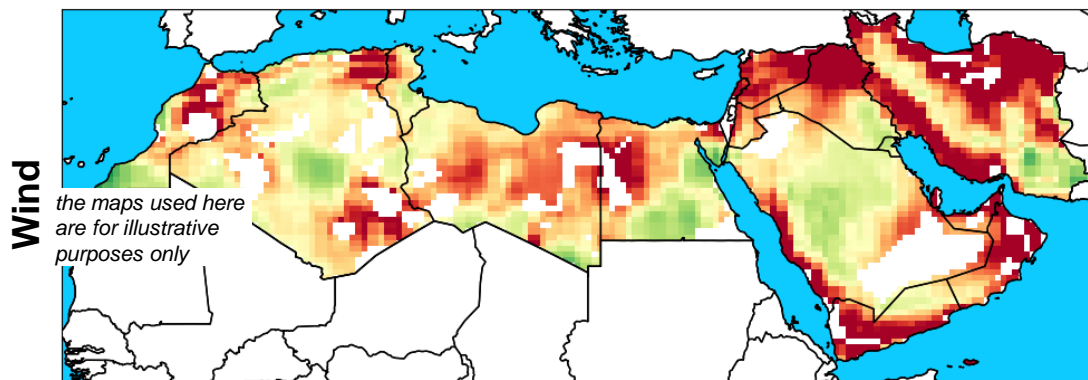 Wind
the maps used here
are for illustrative
purposes only